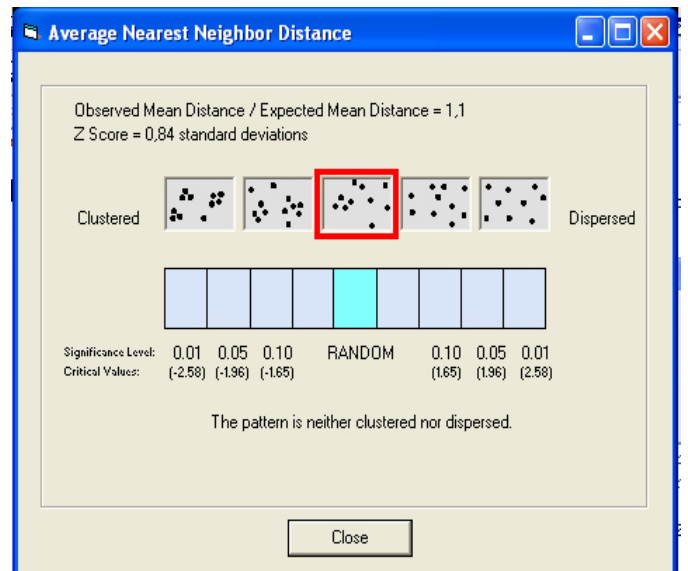 Average Nearest Neighbor Distance
Observed Mean Distance / Expected Mean Distance = 1,1
Z Score = 0,84 standard deviations
Clustered Dispersed
Significance Level: 0.01 0.05 0.10 RANDOM 0.10 0.05 0.01
Critical Values: (-2.58) (-1.96) (-1.65) (1.65) (1.96) (2.58)
The pattern is neither clustered nor dispersed.
Close